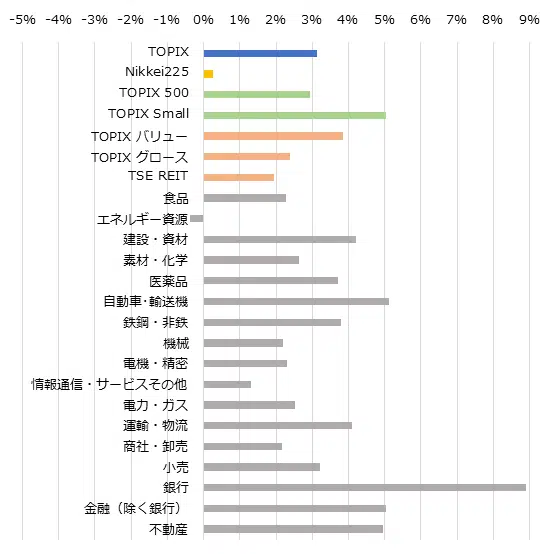 -5% -4% -3% -2% -1% 0% 1% 2% 3% 4% 5% 6% 7% 8% 9%
TOPIX
Nikkei225
TOPIX 500
TOPIX Small
TOPIX バリュー
TOPIX グロース
TSE REIT
食品
エネルギー資源
建設・資材
素材・化学
医薬品
自動車･輸送機
鉄鋼・非鉄
機械
電機・精密
情報通信・サービスその他
電力・ガス
運輸・物流
商社・卸売
小売
銀行
金融（除く銀行）
不動産